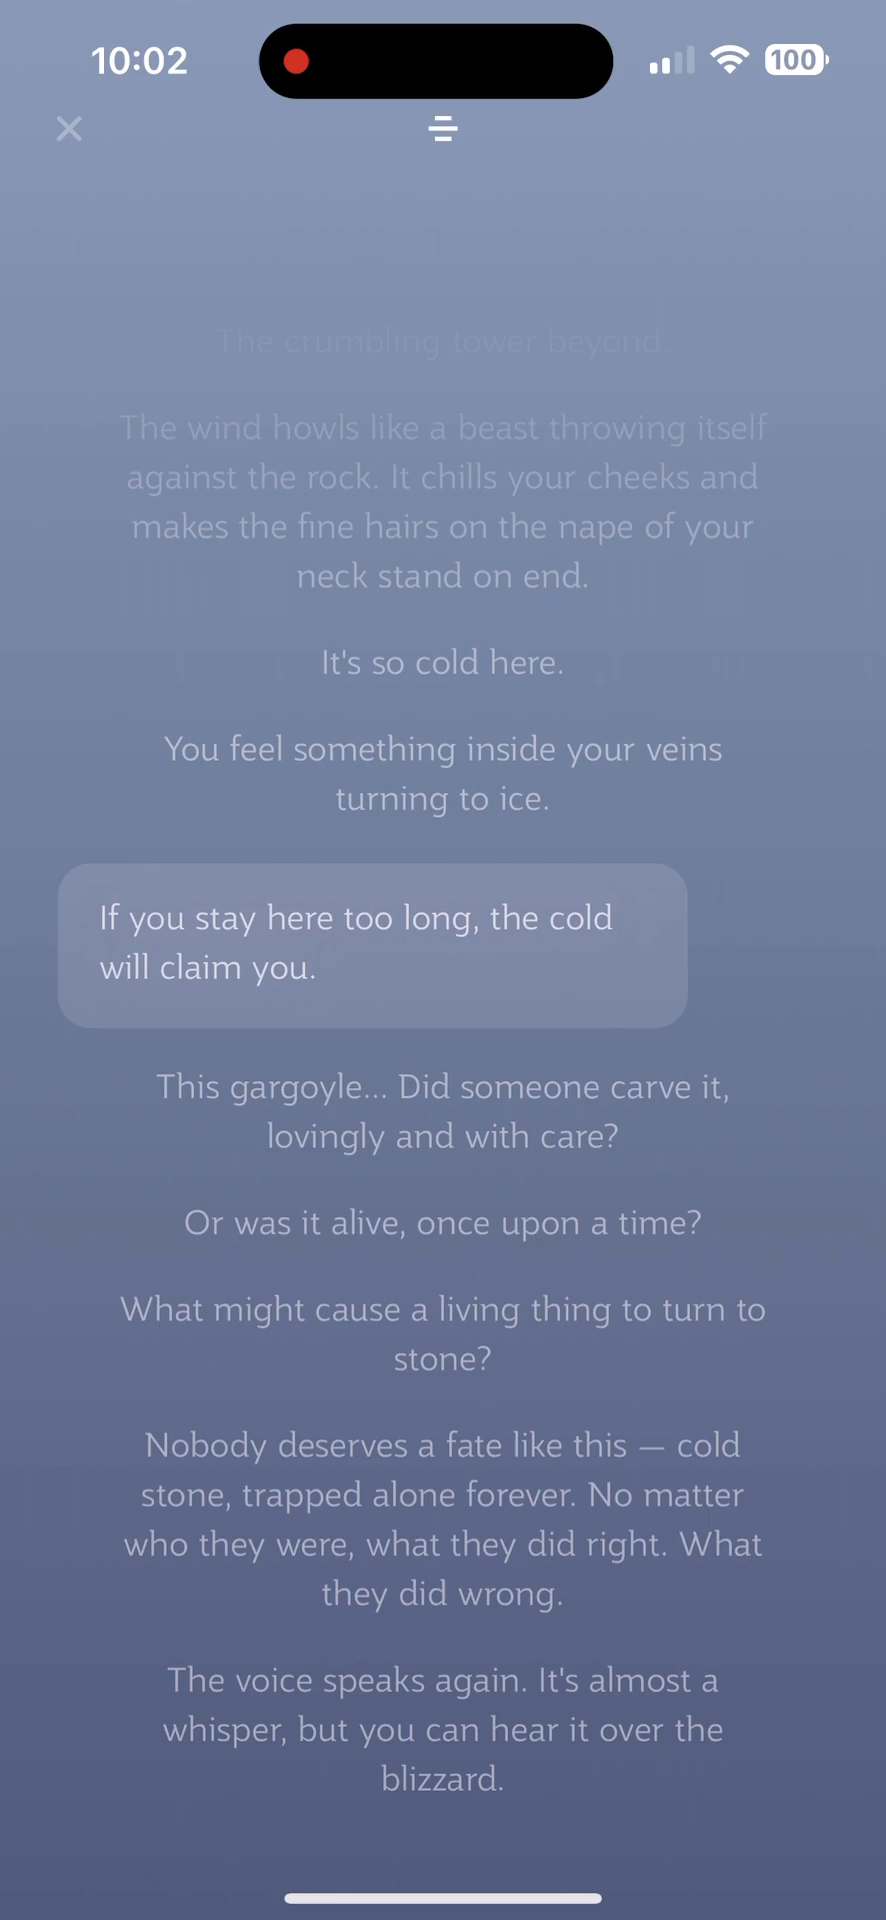 10:02
100
The crumbling tower beyond.
The wind howls like a beast throwing itself
against the rock. It chills your cheeks and
makes the fine hairs on the nape of your
neck stand on end.
It's so cold here.
You feel something inside your veins
turning to ice.
If you stay here too long, the cold
will claim you.
This gargoyle... Did someone carve it,
lovingly and with care?
Or was it alive, once upon a time?
What might cause a living thing to turn to
stone?
Nobody deserves a fate like this — cold
stone, trapped alone forever. No matter
who they were, what they did right. What
they did wrong.
The voice speaks again. It's almost a
whisper, but you can hear it over the
blizzard.